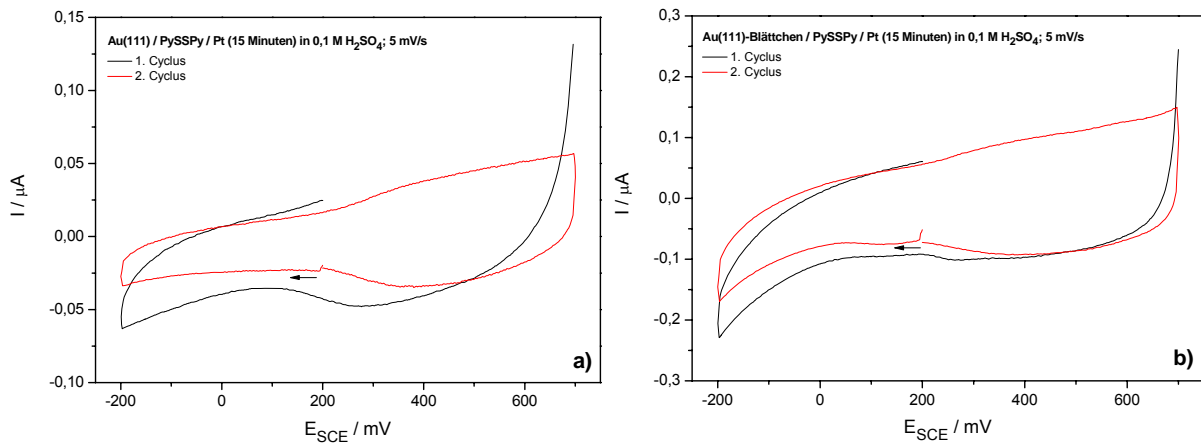 Au(111) / PySSPy / Pt (15 Minuten) in 0,1 M H₂SO₄; 5 mV/s
1. Cyclus
2. Cyclus
0,15
0,10
0,05
0,00
-0,05
-0,10
I / µA
-200 0 200 400 600
E_SCE / mV
a)
Au(111)-Blättchen / PySSPy / Pt (15 Minuten) in 0,1 M H₂SO₄; 5 mV/s
1. Cyclus
2. Cyclus
0,3
0,2
0,1
0,0
-0,1
-0,2
-0,3
I / µA
-200 0 200 400 600
E_SCE / mV
b)